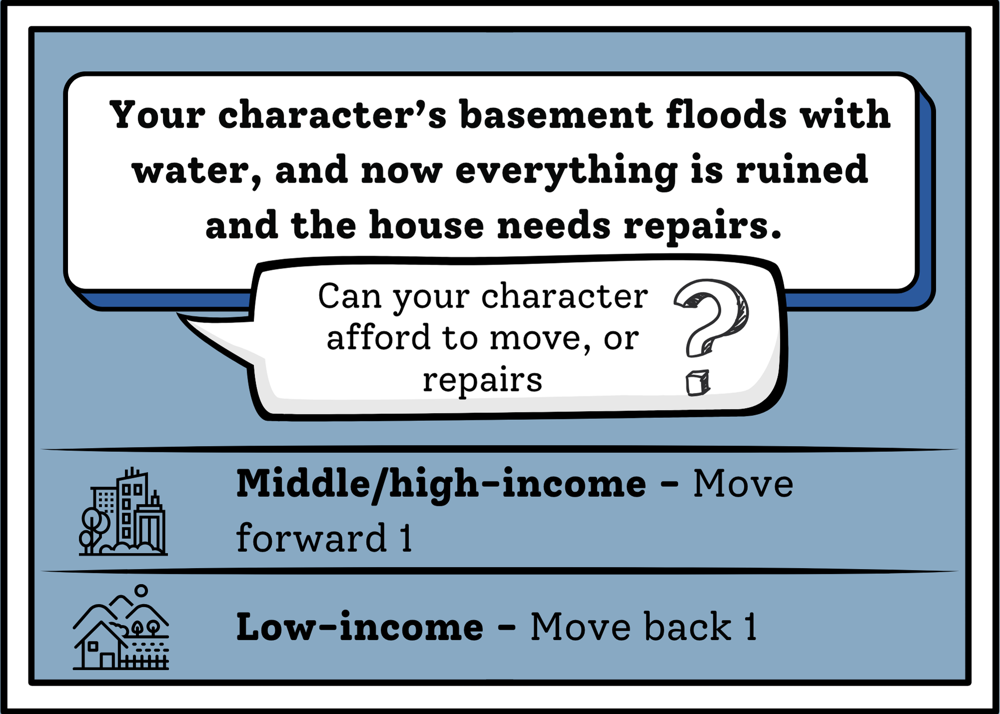 Your character’s basement floods with
water, and now everything is ruined
and the house needs repairs.
Can your character
afford to move, or
repairs ?
Middle/high-income - Move
forward 1
Low-income - Move back 1